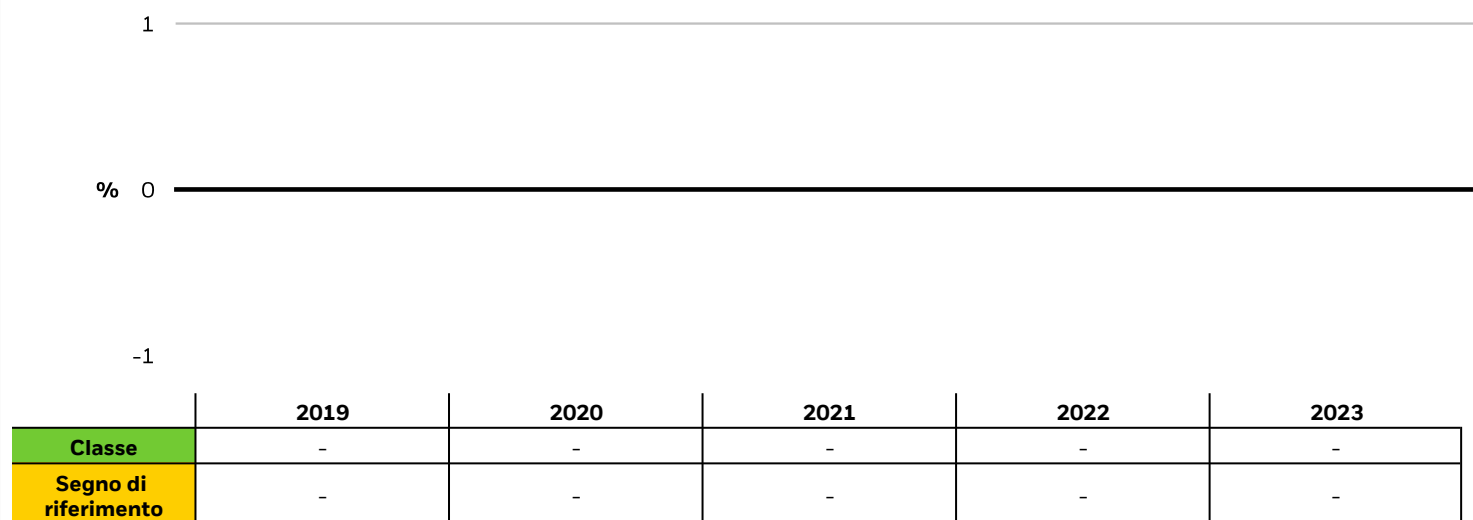 1
% 0
-1
2019 2020 2021 2022 2023
Classe - - - - -
Segno di
riferimento - - - - -